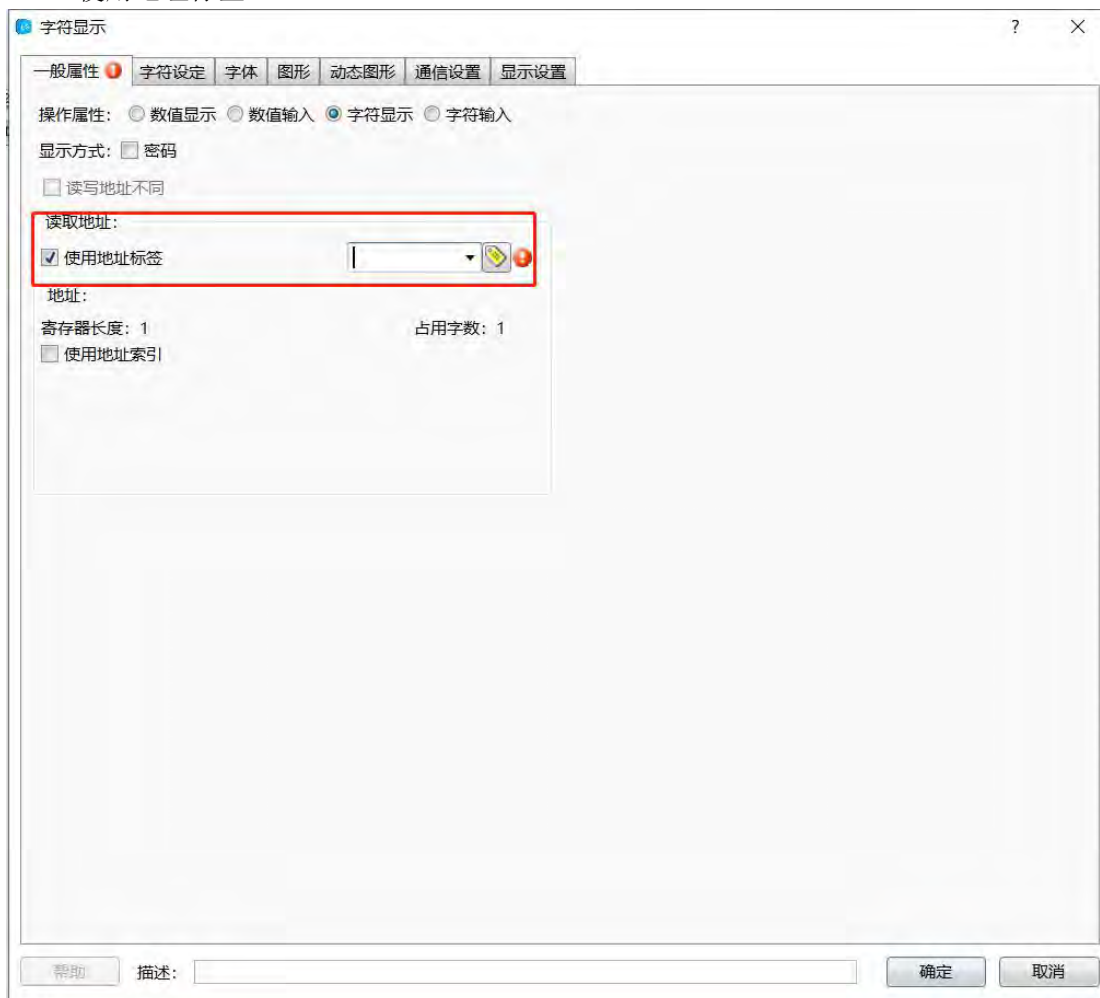 字符显示 ?
一般属性 字符设定 字体 图形 动态图形 通信设置 显示设置
操作属性： 数值显示 数值输入 字符显示 字符输入
显示方式： 密码
读写地址不同
读取地址：
使用地址标签
地址：
寄存器长度：1 占用字数：1
使用地址索引
帮助 描述： 确定 取消